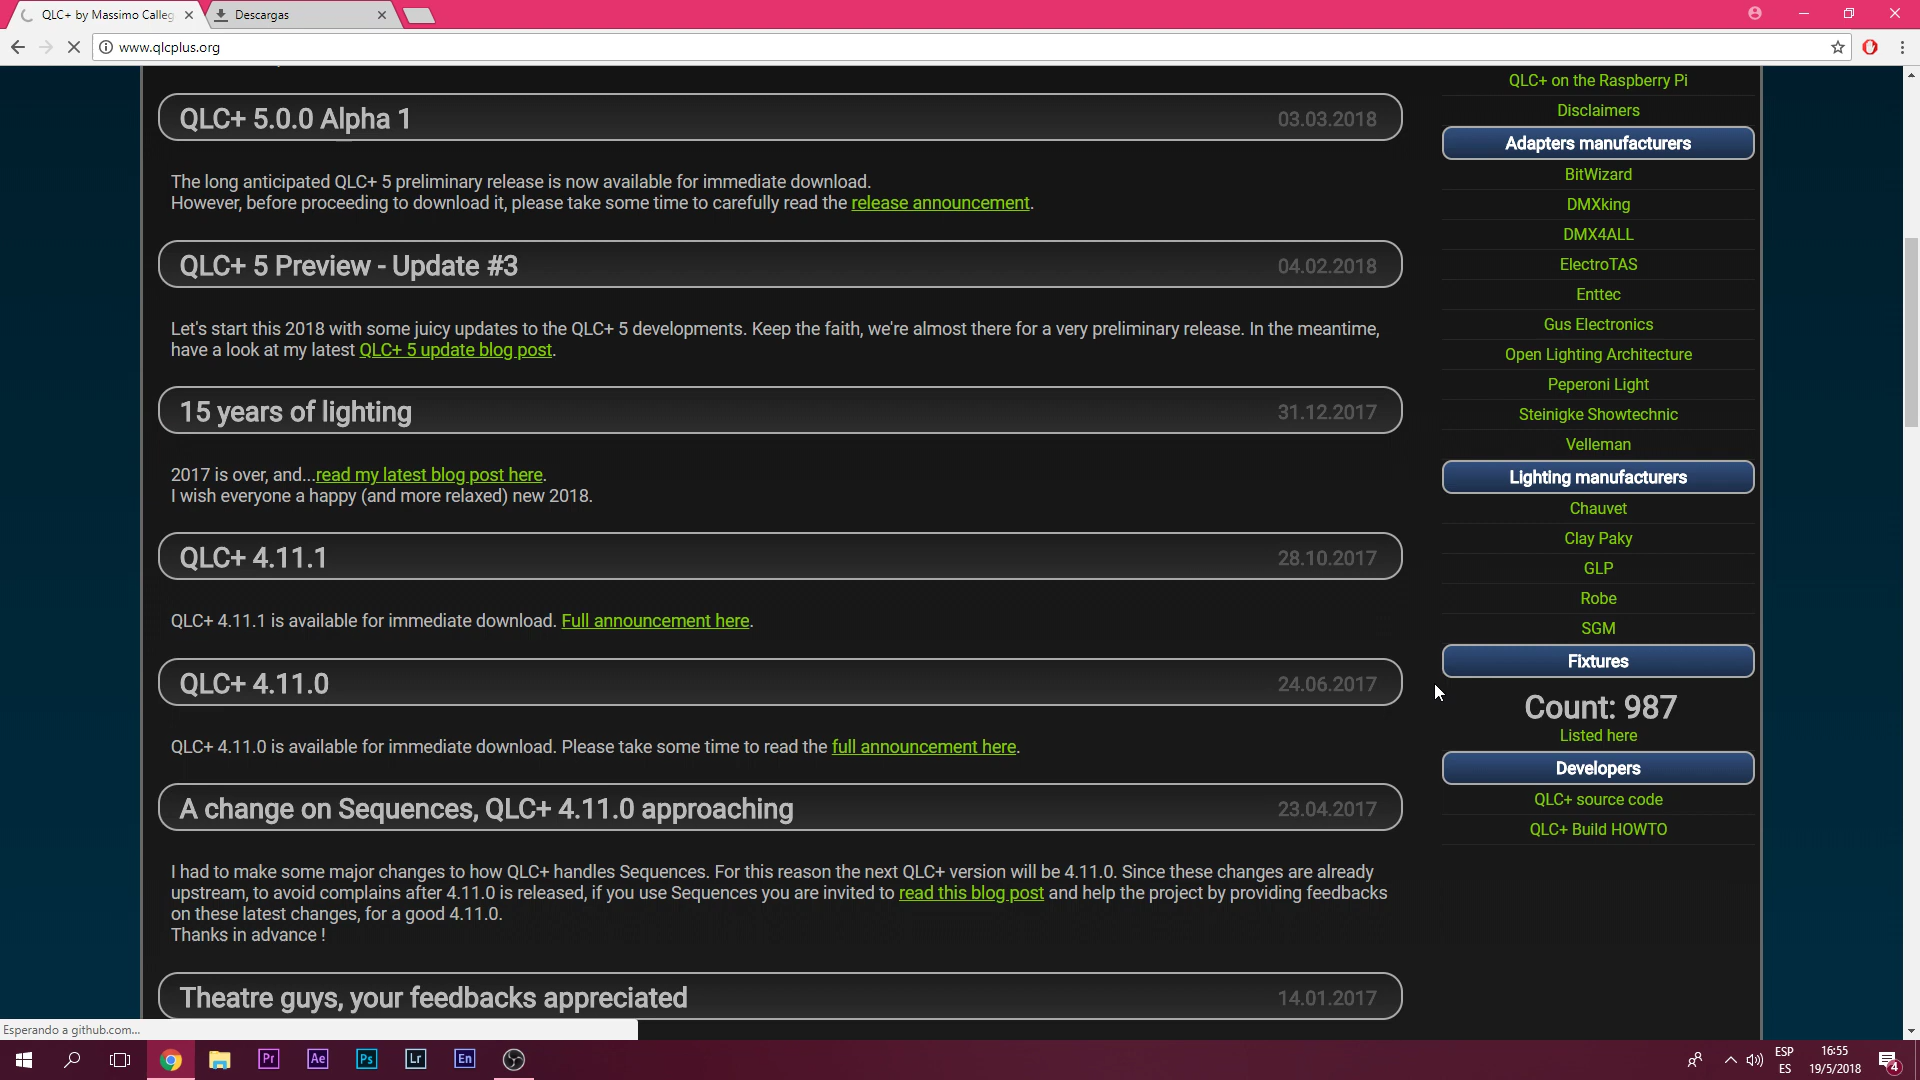 QLC+ by Massimo Calleg
Descargas
www.qlcplus.org
QLC+ 5.0.0 Alpha 1
03.03.2018
The long anticipated QLC+ 5 preliminary release is now available for immediate download.
However, before proceeding to download it, please take some time to carefully read the release announcement.
QLC+ 5 Preview - Update #3
04.02.2018
Let's start this 2018 with some juicy updates to the QLC+ 5 developments. Keep the faith, we're almost there for a very preliminary release. In the meantime,
have a look at my latest QLC+ 5 update blog post.
15 years of lighting
31.12.2017
2017 is over, and...read my latest blog post here.
I wish everyone a happy (and more relaxed) new 2018.
QLC+ 4.11.1
28.10.2017
QLC+ 4.11.1 is available for immediate download. Full announcement here.
QLC+ 4.11.0
24.06.2017
QLC+ 4.11.0 is available for immediate download. Please take some time to read the full announcement here.
A change on Sequences, QLC+ 4.11.0 approaching
23.04.2017
I had to make some major changes to how QLC+ handles Sequences. For this reason the next QLC+ version will be 4.11.0. Since these changes are already
upstream, to avoid complains after 4.11.0 is released, if you use Sequences you are invited to read this blog post and help the project by providing feedbacks
on these latest changes, for a good 4.11.0.
Thanks in advance !
Theatre guys, your feedbacks appreciated
14.01.2017
QLC+ on the Raspberry Pi
Disclaimers
Adapters manufacturers
BitWizard
DMXking
DMX4ALL
ElectroTAS
Enttec
Gus Electronics
Open Lighting Architecture
Peperoni Light
Steinigke Showtechnic
Velleman
Lighting manufacturers
Chauvet
Clay Paky
GLP
Robe
SGM
Fixtures
Count: 987
Listed here
Developers
QLC+ source code
QLC+ Build HOWTO
Esperando a github.com...
Pr
Ae
Ps
Lr
En
ESP
ES
16:55
19/5/2018
4